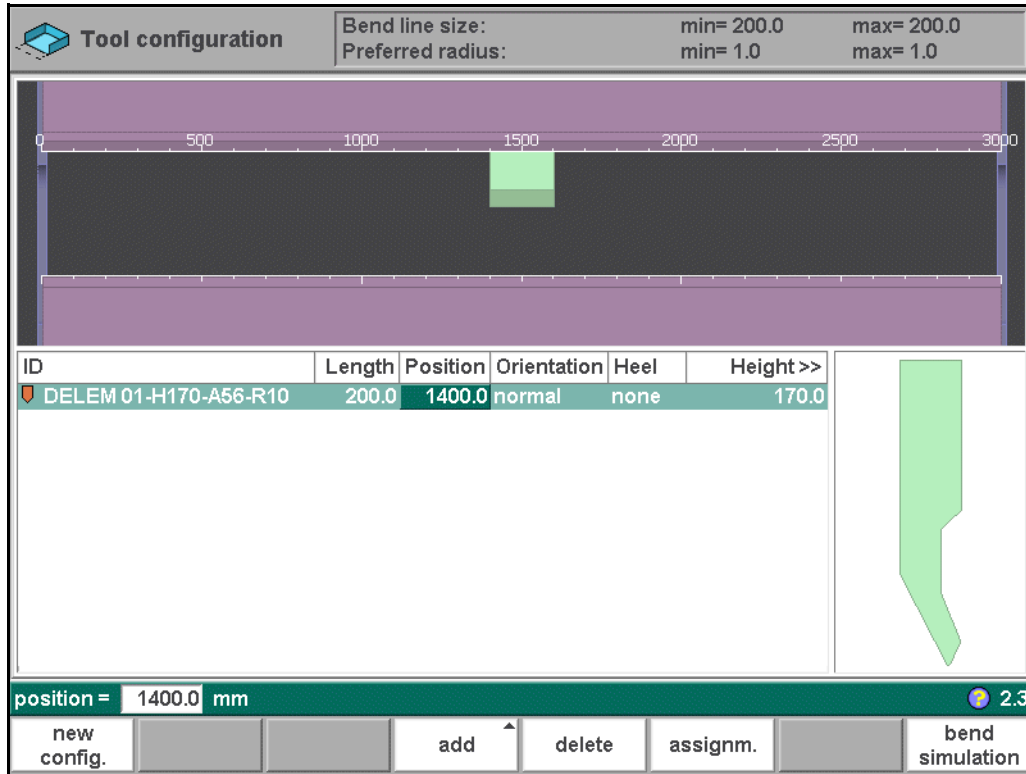 Tool configuration
Bend line size: min= 200.0 max= 200.0
Preferred radius: min= 1.0 max= 1.0
0 500 1000 1500 2000 2500 3000
ID Length Position Orientation Heel Height >>
DELEM 01-H170-A56-R10 200.0 1400.0 normal none 170.0
position = 1400.0 mm ? 2.3
new config. add delete assignm. bend simulation